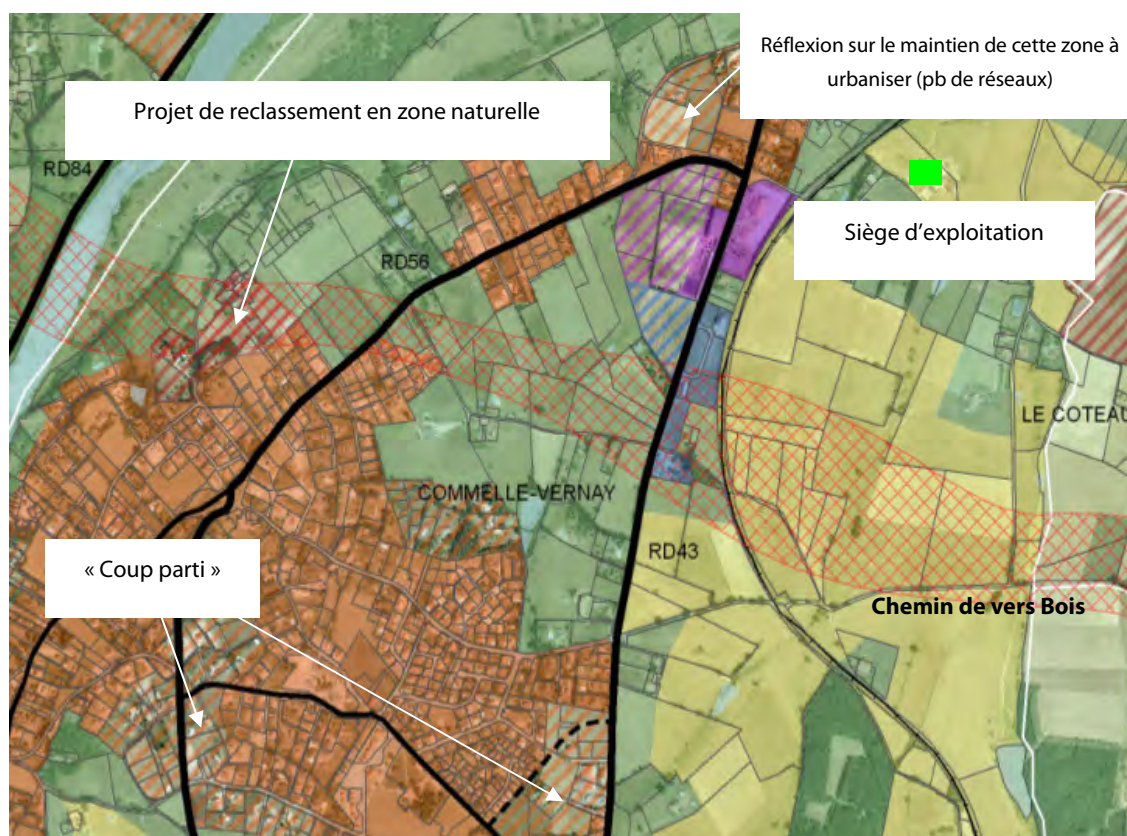 Réflexion sur le maintien de cette zone à
urbaniser (pb de réseaux)
Projet de reclassement en zone naturelle
RD84
Siège d'exploitation
RD56
LE COTEAU
COMMELLE-VERNAY
RD43
« Coup parti »
Chemin de vers Bois